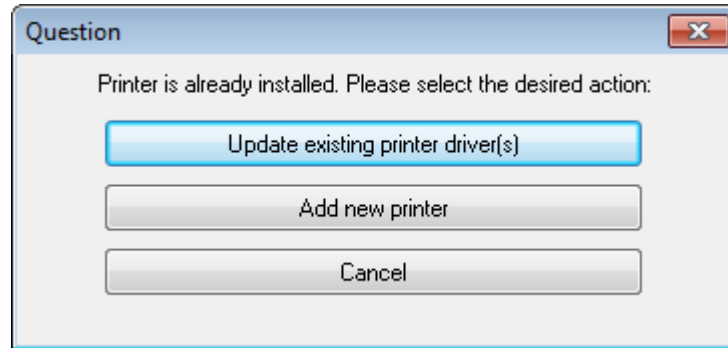 Question
Printer is already installed. Please select the desired action:
Update existing printer driver(s)
Add new printer
Cancel